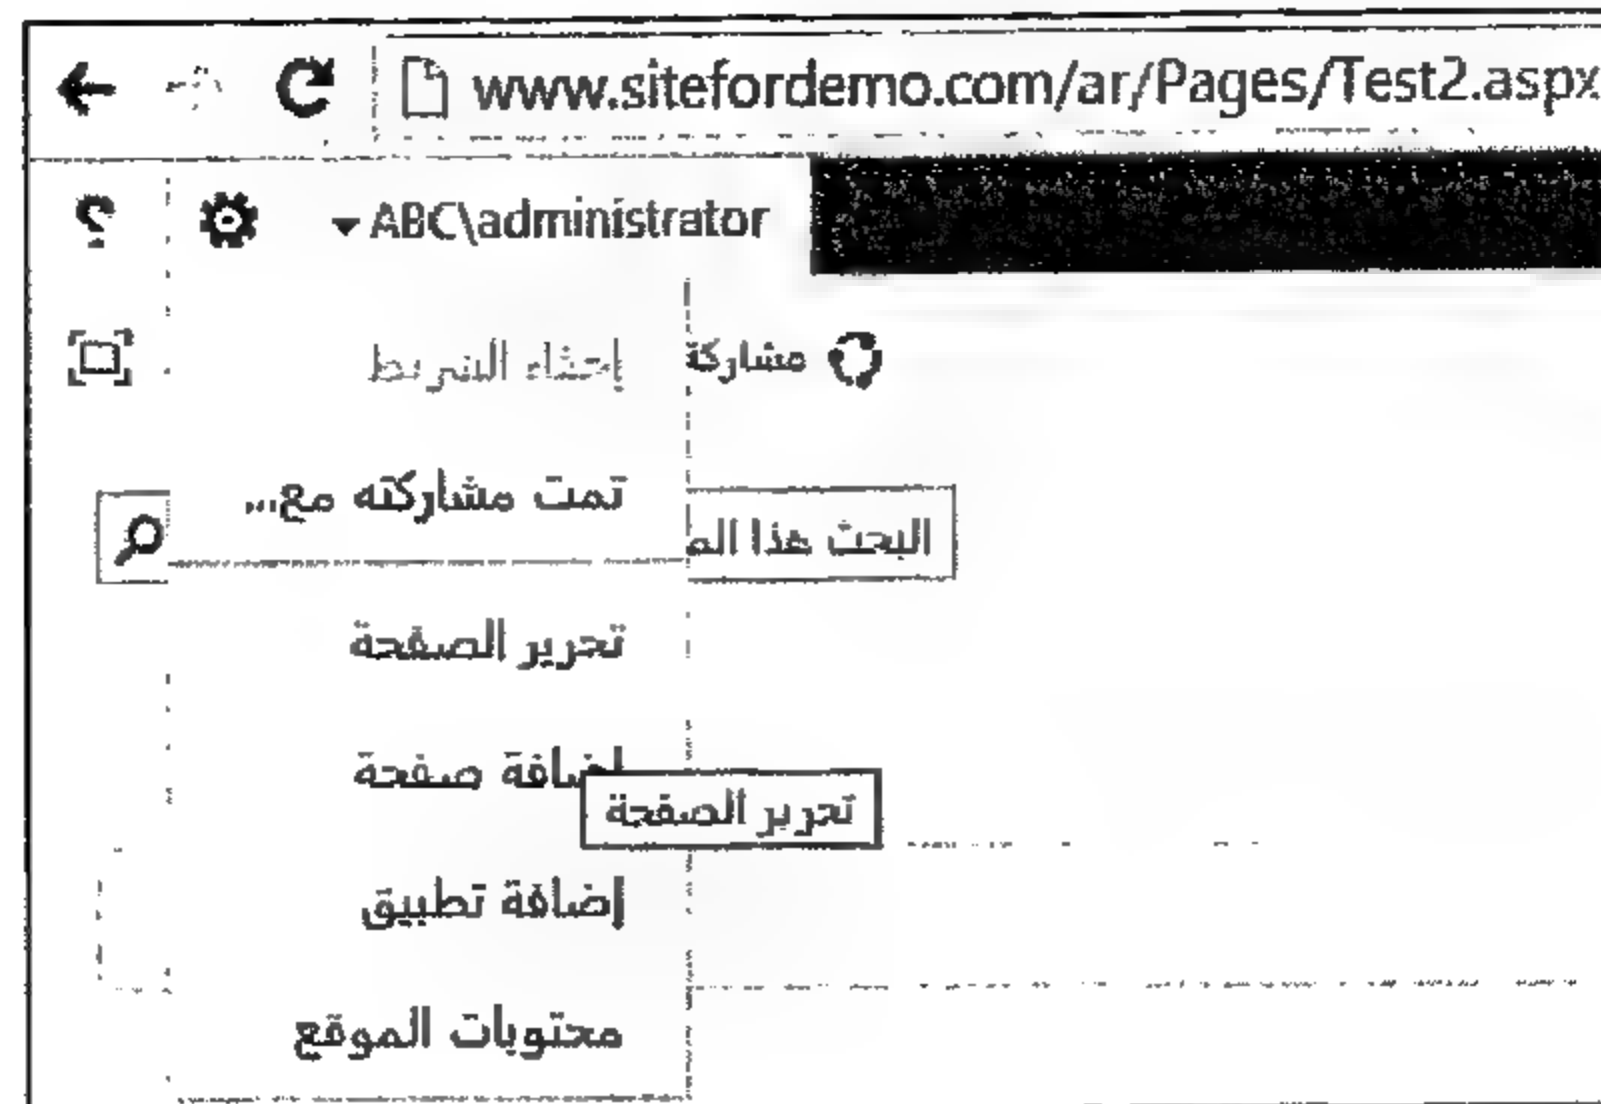 www.sitefordemo.com/ar/Pages/Test2.aspx
ABC\administrator
مشاركة
إخفاء الشريط
تمت مشاركته مع...
البحث هذا الم
تحرير الصفحة
إضافة صفحة
تحرير الصفحة
إضافة تطبيق
محتويات الموقع